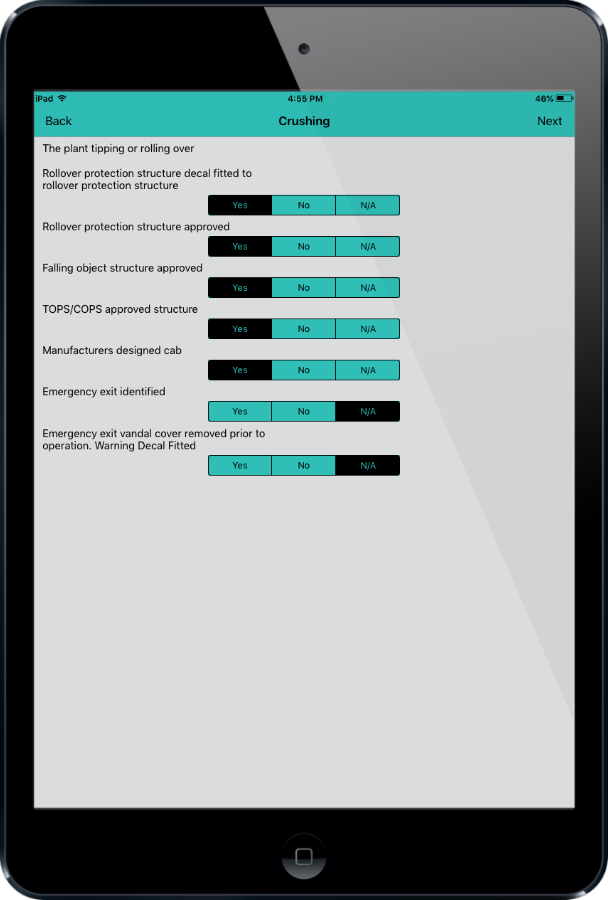 iPad 4:55 PM 46%
Back Crushing Next
The plant tipping or rolling over
Rollover protection structure decal fitted to
rollover protection structure
Yes No N/A
Rollover protection structure approved
Yes No N/A
Falling object structure approved
Yes No N/A
TOPS/COPS approved structure
Yes No N/A
Manufacturers designed cab
Yes No N/A
Emergency exit identified
Yes No N/A
Emergency exit vandal cover removed prior to
operation. Warning Decal Fitted
Yes No N/A